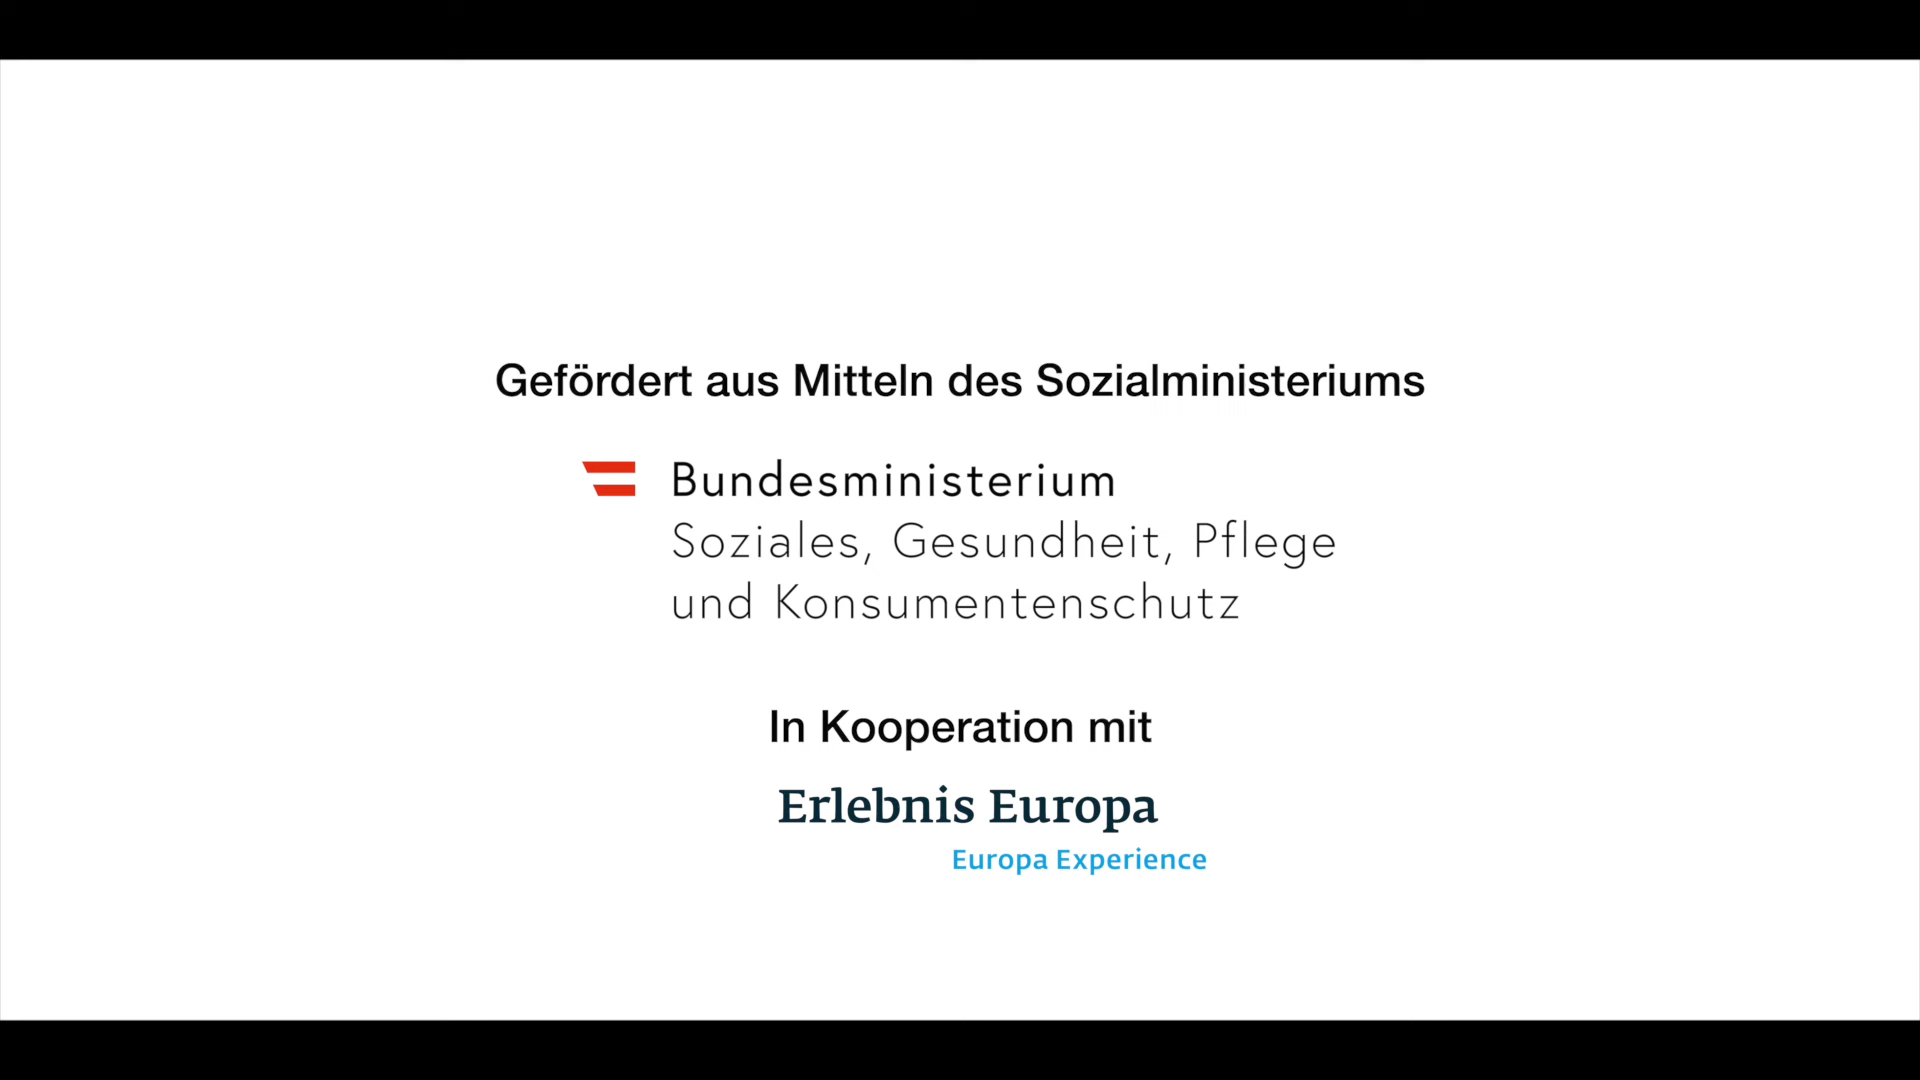 Gefördert aus Mitteln des Sozialministeriums
Bundesministerium
Soziales, Gesundheit, Pflege
und Konsumentenschutz
In Kooperation mit
Erlebnis Europa
Europa Experience